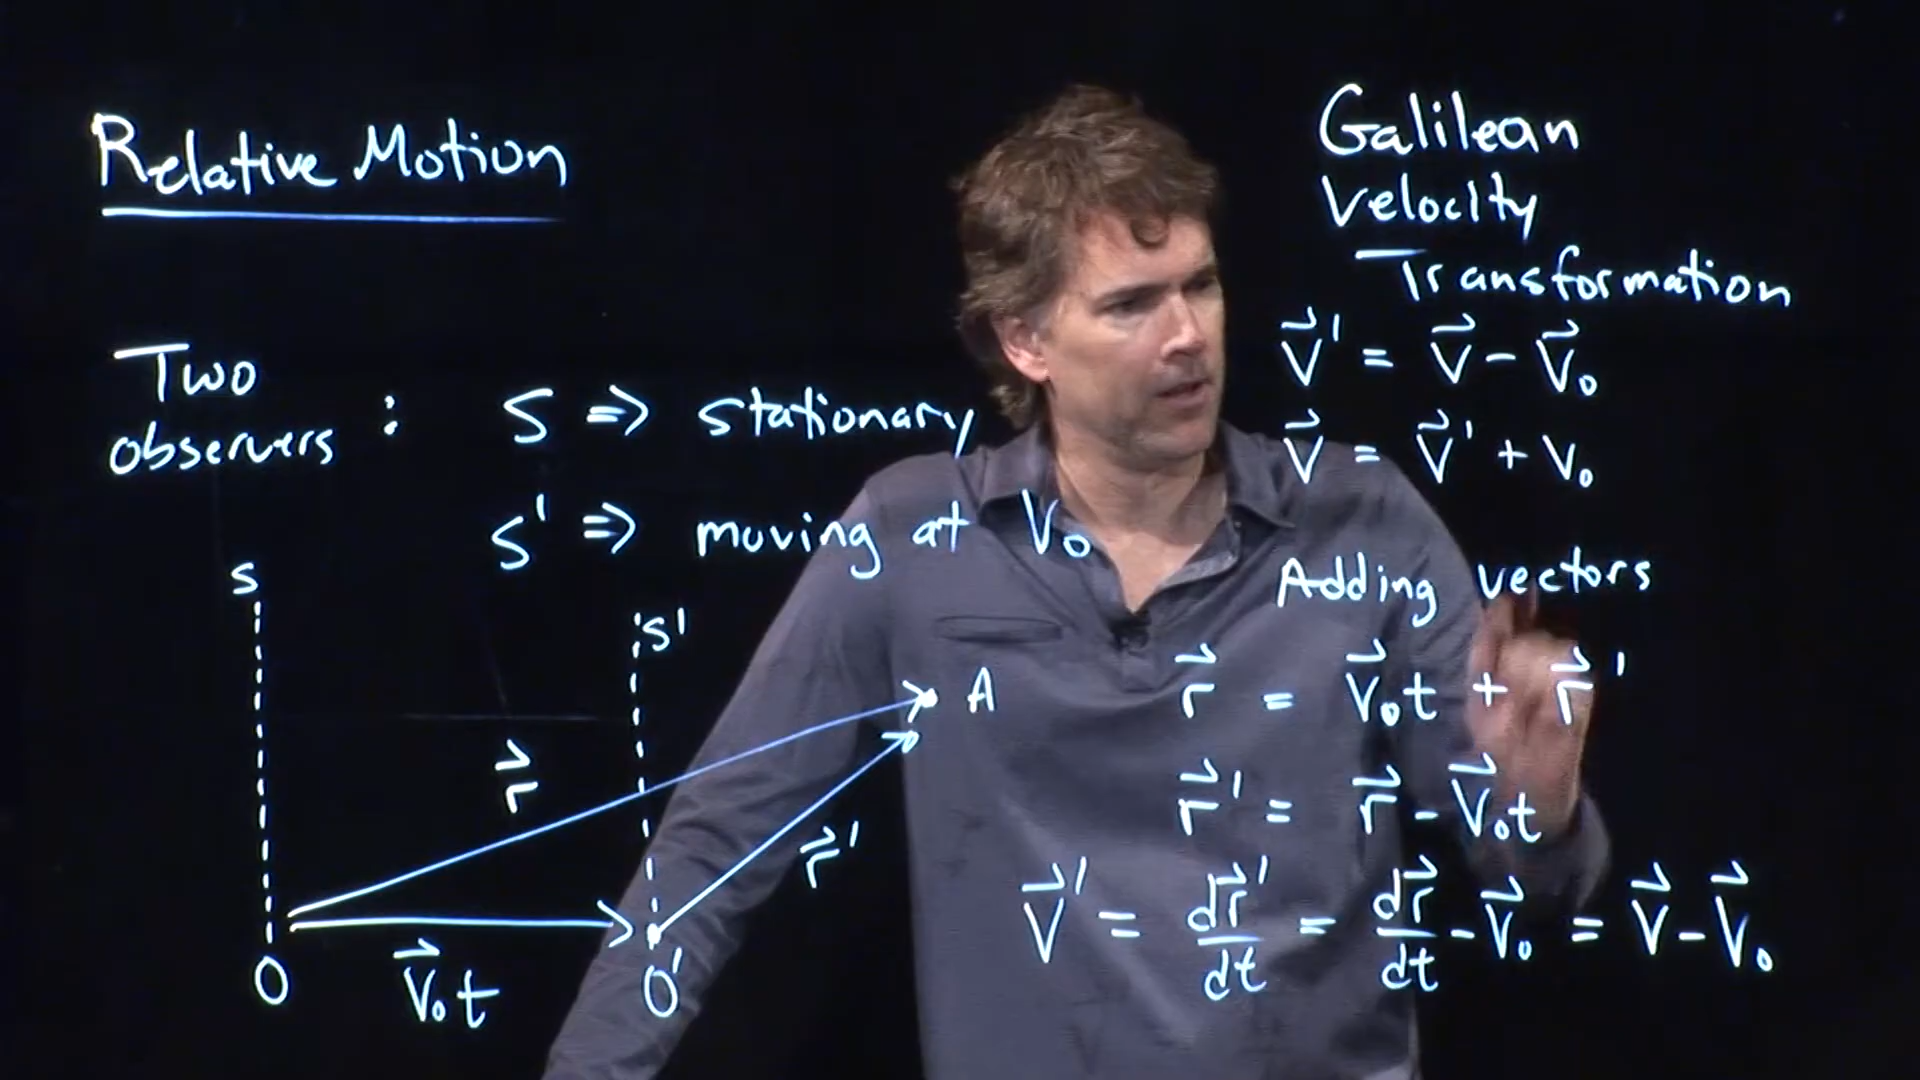 Relative Motion
Two
observers : S => stationary
S' => moving at V₀
S
S'
A
r⃗
r⃗'
V⃗₀t
O
O'
Galilean
Velocity
Transformation
V⃗' = V⃗ - V⃗₀
V⃗ = V⃗' + V₀
Adding vectors
r⃗ = V⃗₀t + r⃗'
r⃗' = r⃗ - V⃗₀t
V⃗' = dr⃗'/dt = dr⃗/dt - V⃗₀ = V⃗ - V⃗₀